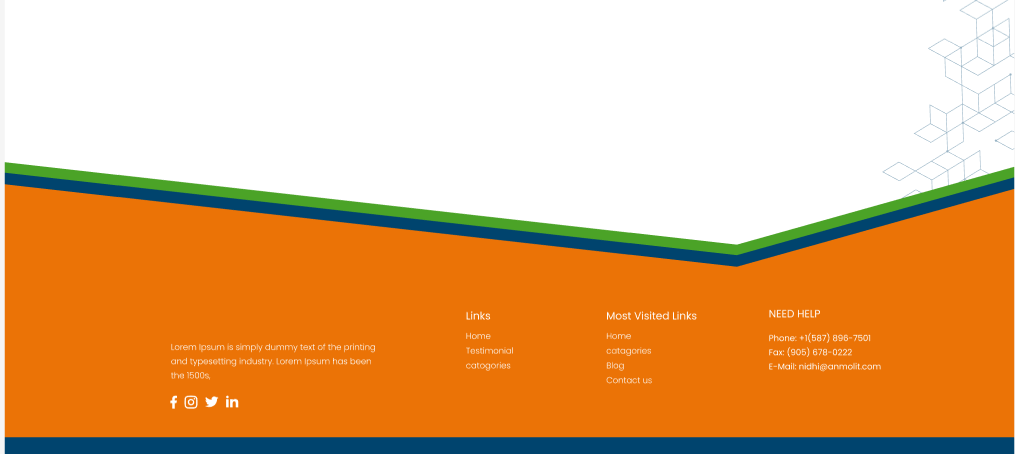 Lorem Ipsum is simply dummy text of the printing
and typesetting industry. Lorem Ipsum has been
the 1500s,
Links
Home
Testimonial
catogories
Most Visited Links
Home
catagories
Blog
Contact us
NEED HELP
Phone: +1(587) 896-7501
Fax: (905) 678-0222
E-Mail: nidhi@anmolit.com